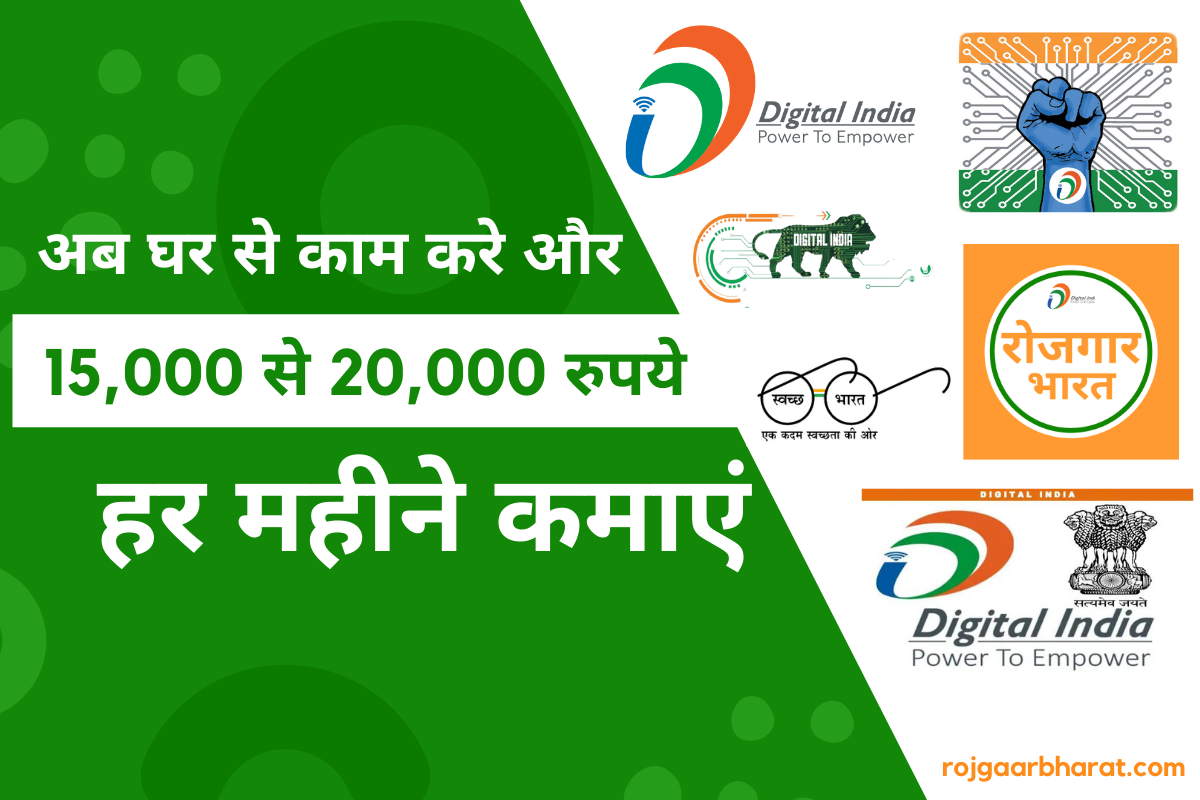 अब घर से काम करे और
15,000 से 20,000 रुपये
हर महीने कमाएं
Digital India
Power To Empower
DIGITAL INDIA
स्वच्छ भारत
एक कदम स्वच्छता की ओर
Digital Indi
रोजगार
भारत
DIGITAL INDIA
सत्यमेव जयते
Digital India
Power To Empower
rojgaarbharat.com